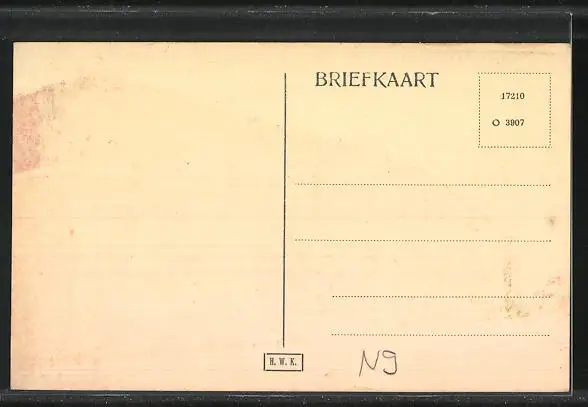 BRIEFKAART
17210
O 3907
H. W. K.
N9